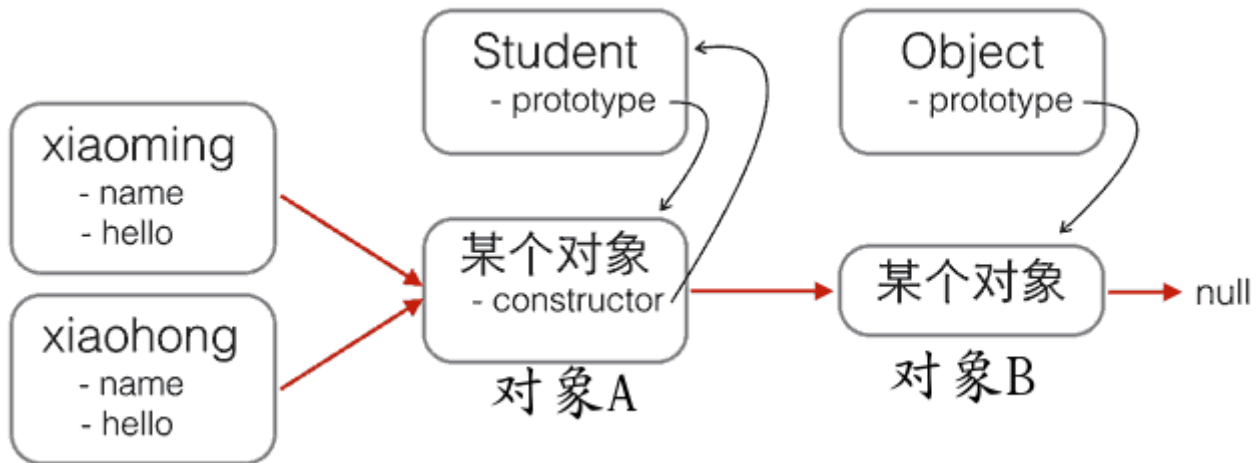 xiaoming
- name
- hello
xiaohong
- name
- hello
Student
- prototype
某个对象
- constructor
对象A
Object
- prototype
某个对象
对象B
null